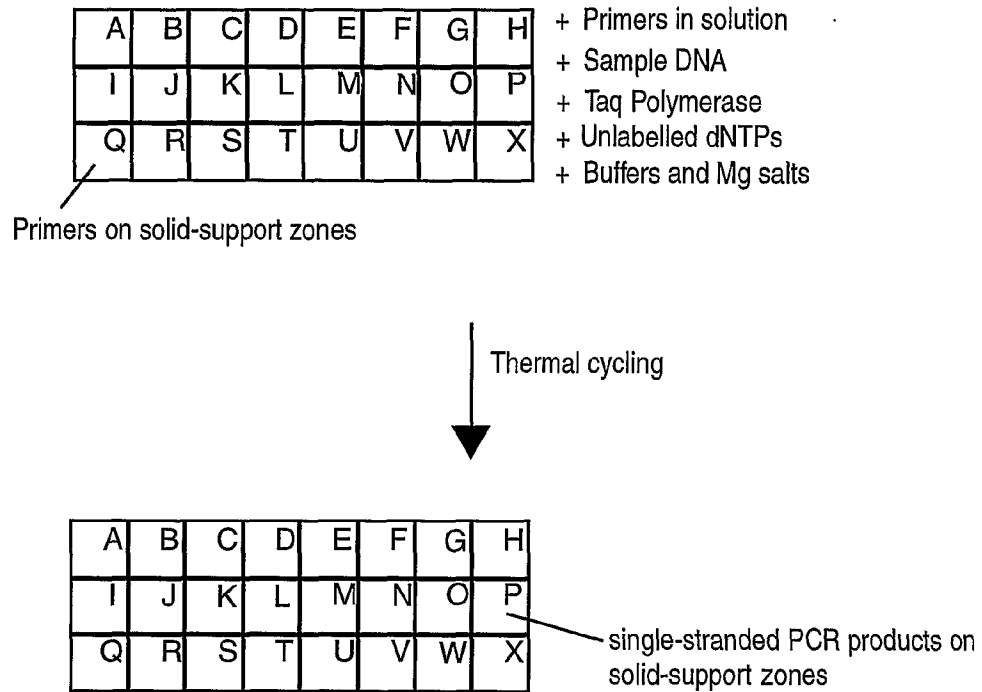 A B C D E F G H
+ Primers in solution
+ Sample DNA
I J K L M N O P
+ Taq Polymerase
+ Unlabelled dNTPs
Q R S T U V W X
+ Buffers and Mg salts
Primers on solid-support zones
Thermal cycling
A B C D E F G H
I J K L M N O P
Q R S T U V W X
single-stranded PCR products on
solid-support zones